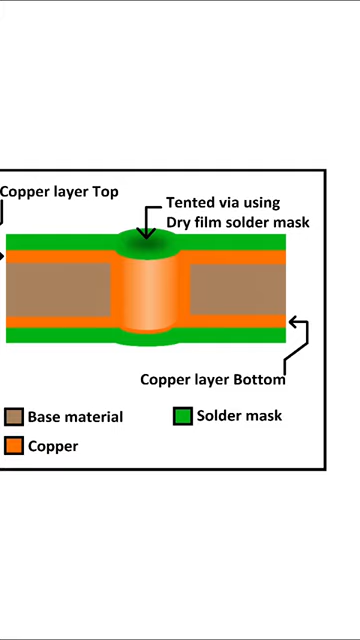 Copper layer Top
Tented via using
Dry film solder mask
Copper layer Bottom
Base material
Solder mask
Copper